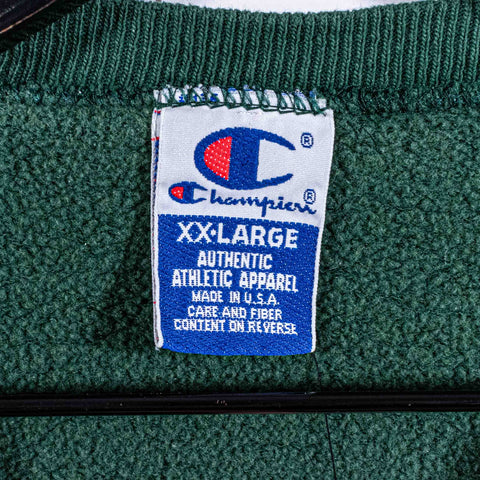 C®
Champion®
XX-LARGE
AUTHENTIC
ATHLETIC APPAREL
MADE IN U.S.A.
CARE AND FIBER
CONTENT ON REVERSE